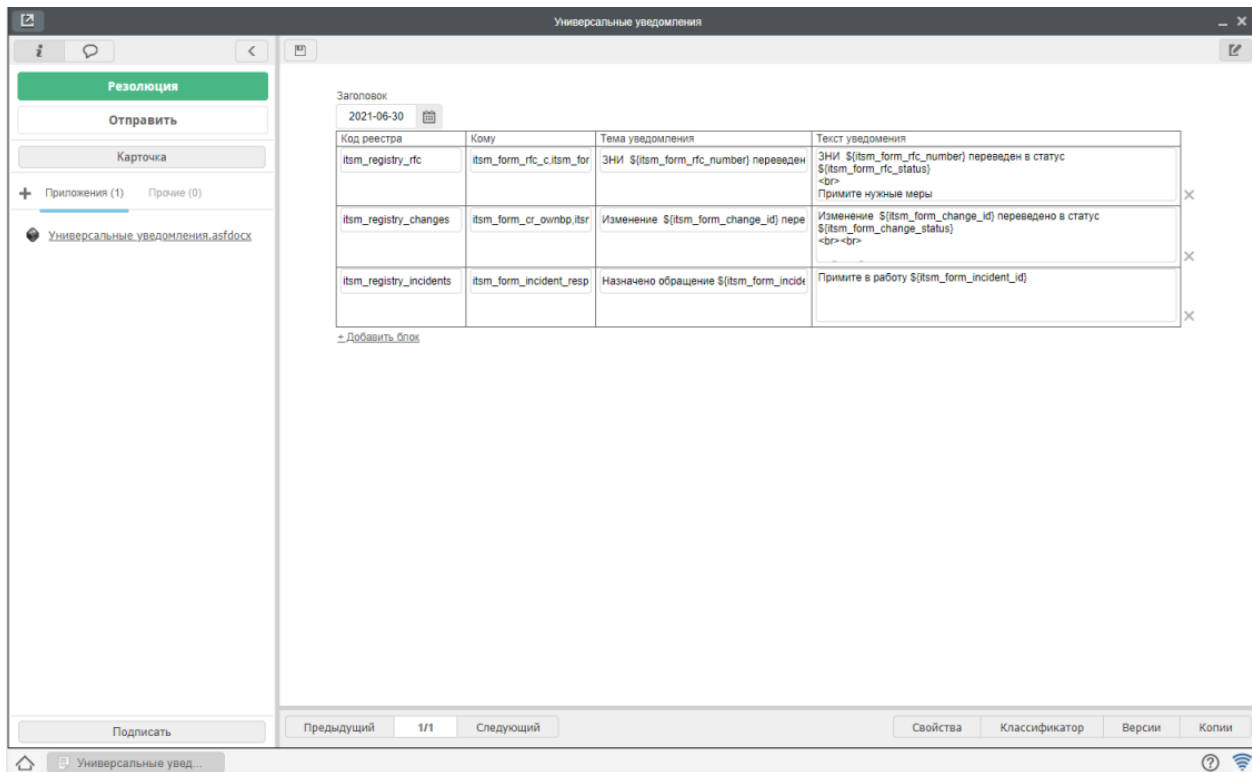 Универсальные уведомления
Резолюция
Отправить
Карточка
Приложения (1) Прочие (0)
Универсальные уведомления.asfdocx
Подписать
Заголовок
2021-06-30
Код реестра Кому Тема уведомления Текст уведомения
itsm_registry_rfc itsm_form_rfc_c,itsm_for ЗНИ ${itsm_form_rfc_number} переведен ЗНИ ${itsm_form_rfc_number} переведен в статус
${itsm_form_rfc_status}
<br>
Примите нужные меры
itsm_registry_changes itsm_form_cr_ownbp,itsr Изменение ${itsm_form_change_id} пере Изменение ${itsm_form_change_id} переведено в статус
${itsm_form_change_status}
<br><br>
itsm_registry_incidents itsm_form_incident_resp Назначено обращение ${itsm_form_incide Примите в работу ${itsm_form_incident_id}
+ Добавить блок
Предыдущий 1/1 Следующий Свойства Классификатор Версии Копии
Универсальные увед...